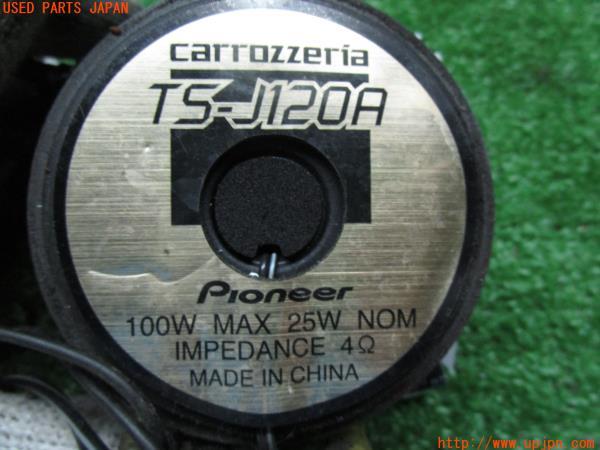 USED PARTS JAPAN
carrozzeria
TS-J120A
Pioneer
100W MAX 25W NOM
IMPEDANCE 4Ω
MADE IN CHINA
http://www.upjpn.com